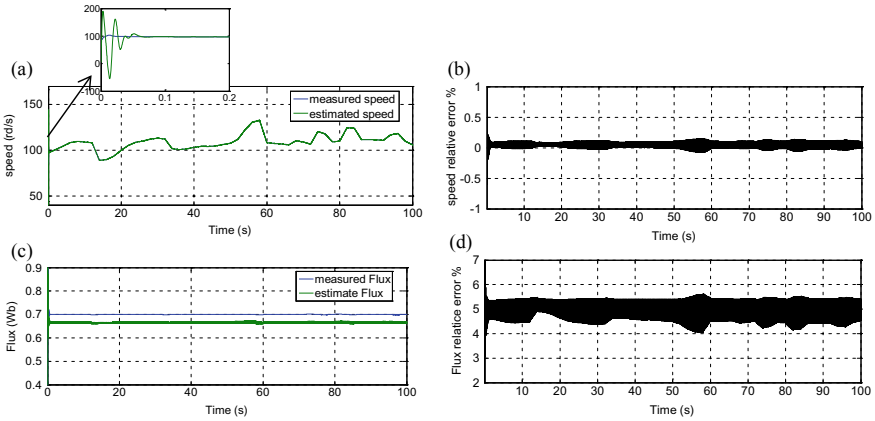 200
100
0
-100
0
0.1
0.2
(a)
150
100
50
speed (rd/s)
measured speed
estimated speed
0 20 40 60 80 100
Time (s)
(b)
1
0.5
0
-0.5
-1
speed relative error %
0 10 20 30 40 50 60 70 80 90 100
Time (s)
(c)
0.9
0.8
0.7
0.6
0.5
0.4
Flux (Wb)
measured Flux
estimate Flux
0 20 40 60 80 100
Time (s)
(d)
7
6
5
4
3
2
Flux relatice error %
0 10 20 30 40 50 60 70 80 90 100
Time (s)